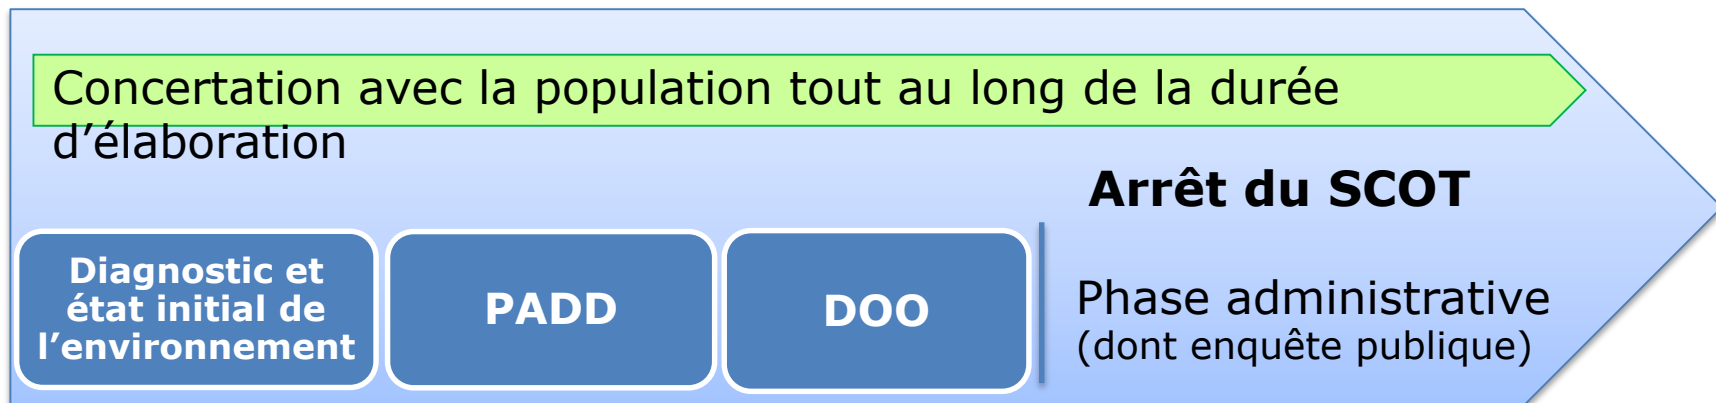 Concertation avec la population tout au long de la durée
d’élaboration
Arrêt du SCOT
Diagnostic et
état initial de
l’environnement
PADD
DOO
Phase administrative
(dont enquête publique)